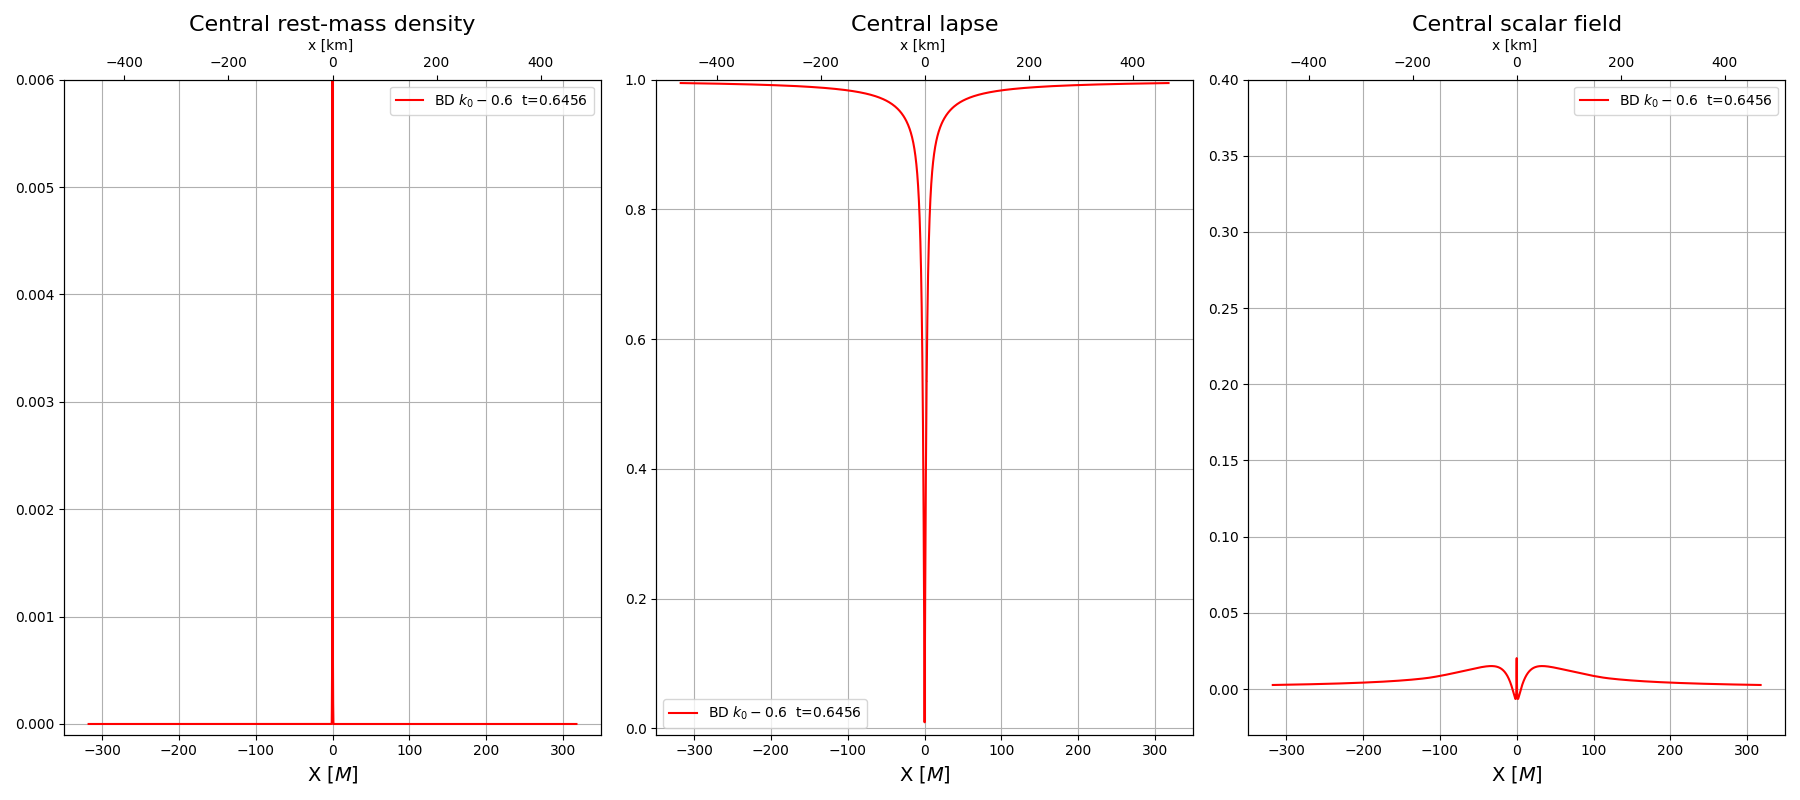 Central rest-mass density
x [km]
−400 −200 0 200 400
0.006
0.005
0.004
0.003
0.002
0.001
0.000
BD k₀ − 0.6 t=0.6456
−300 −200 −100 0 100 200 300
X [M]
Central lapse
x [km]
−400 −200 0 200 400
1.0
0.8
0.6
0.4
0.2
0.0
BD k₀ − 0.6 t=0.6456
−300 −200 −100 0 100 200 300
X [M]
Central scalar field
x [km]
−400 −200 0 200 400
0.40
0.35
0.30
0.25
0.20
0.15
0.10
0.05
0.00
BD k₀ − 0.6 t=0.6456
−300 −200 −100 0 100 200 300
X [M]